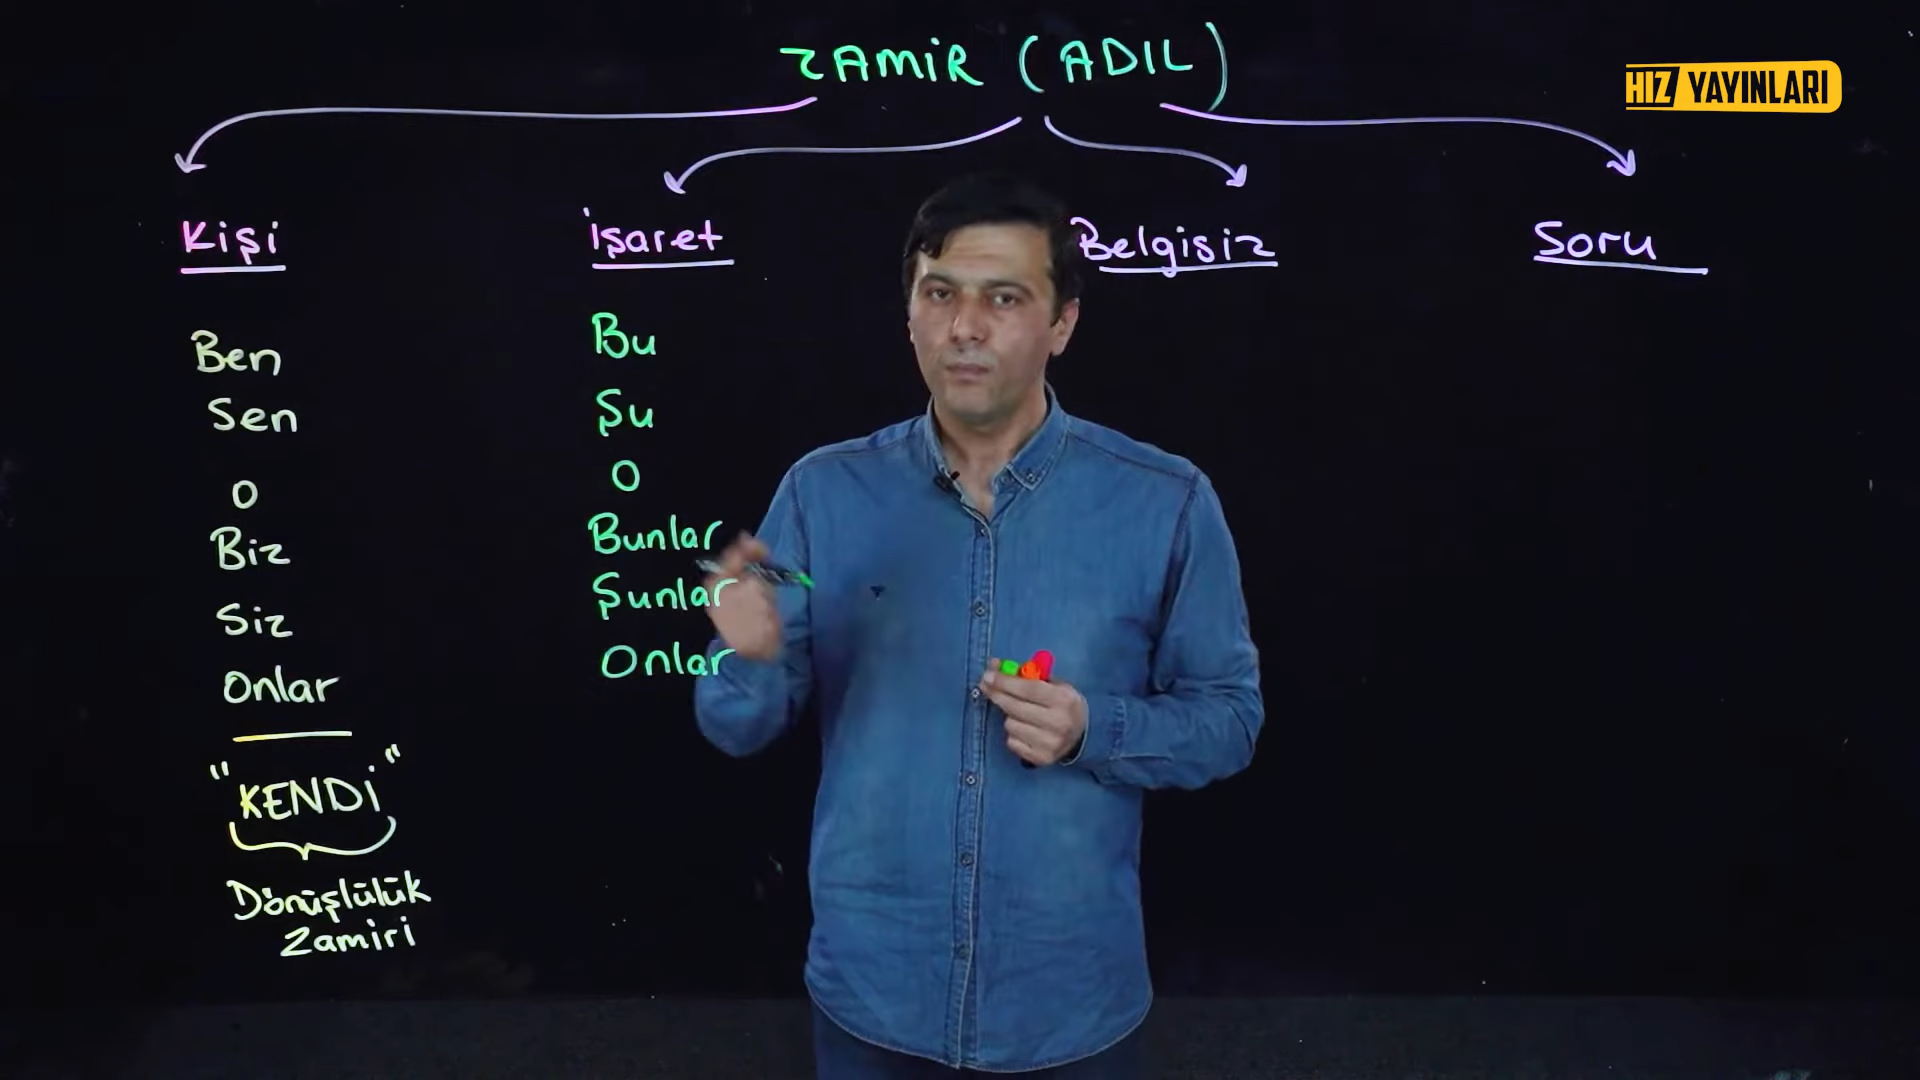 ZAMİR (ADIL)
HIZ YAYINLARI
Kişi
Ben
Sen
O
Biz
Siz
Onlar
"KENDİ"
Dönüşlülük
Zamiri
İşaret
Bu
Şu
O
Bunlar
Şunlar
Onlar
Belgisiz
Soru